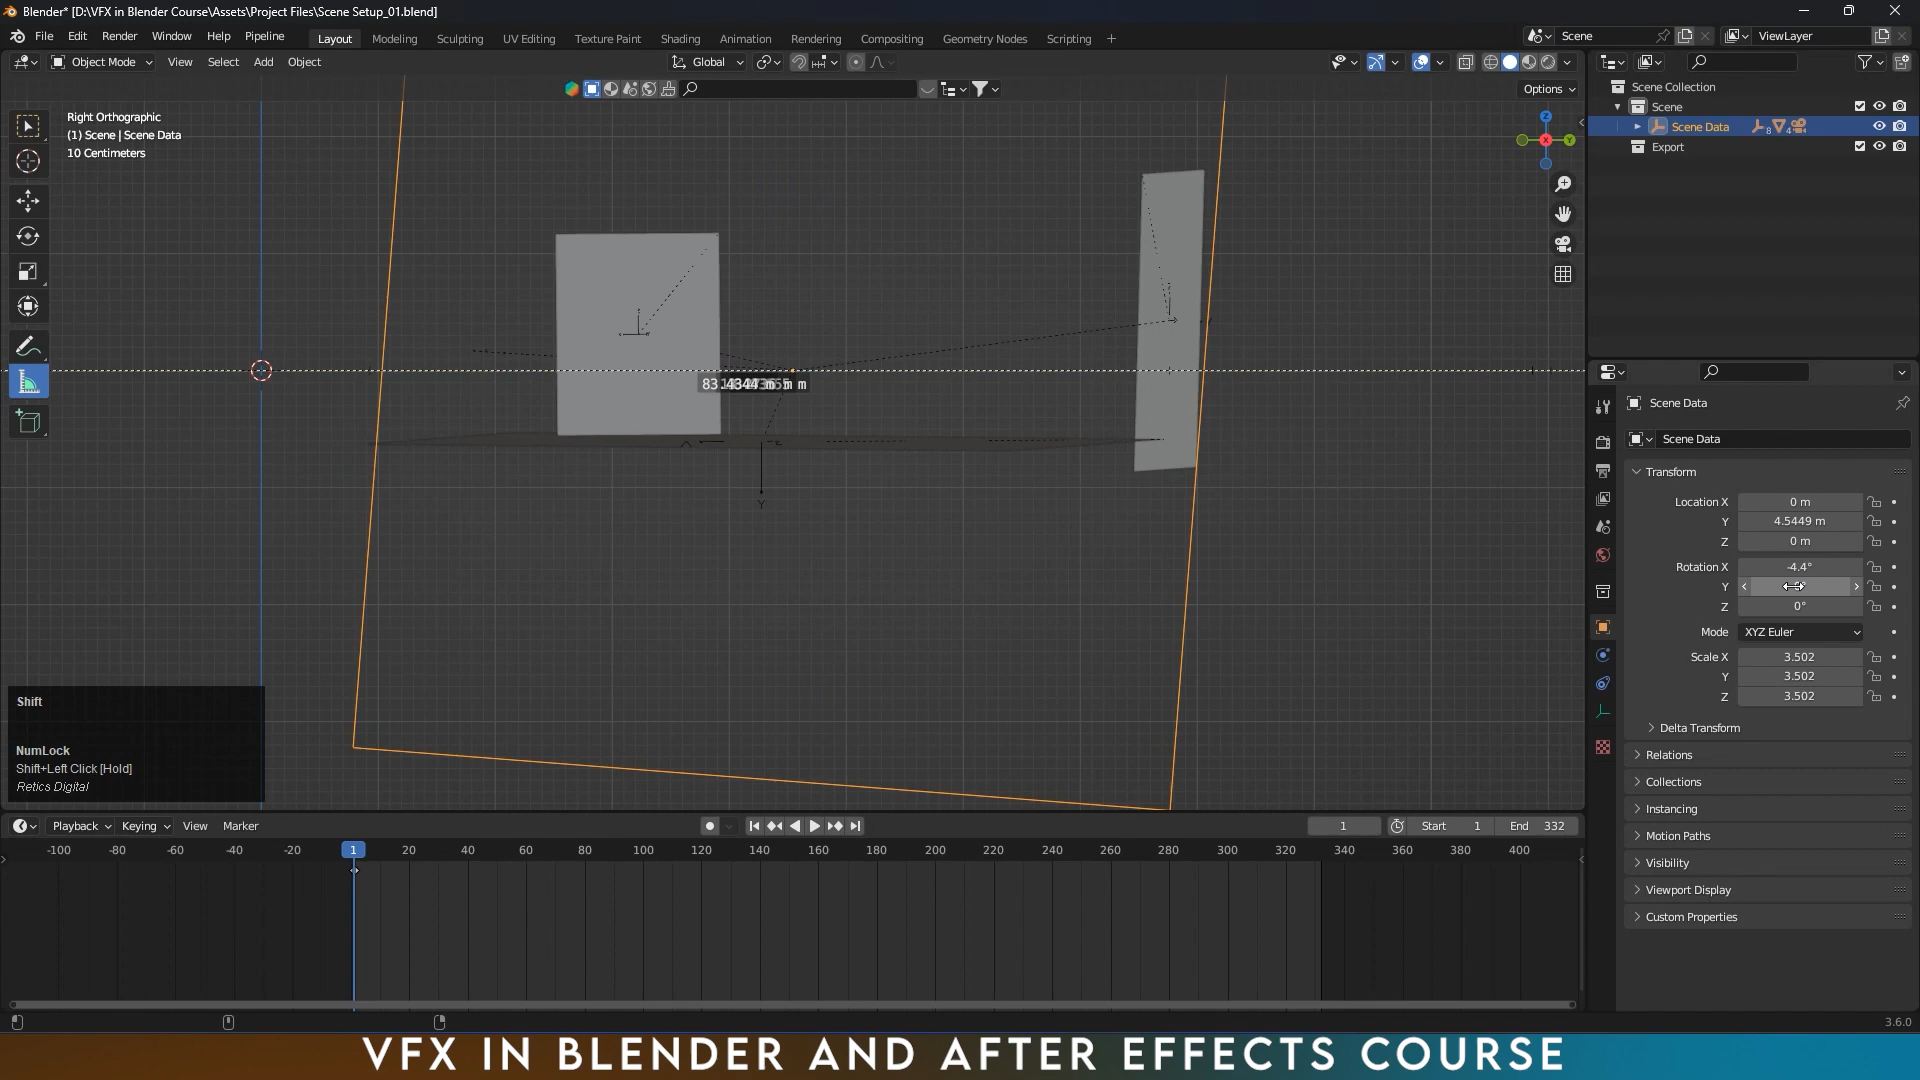 Blender* [D:\VFX in Blender Course\Assets\Project Files\Scene Setup_01.blend]
File Edit Render Window Help Pipeline Layout Modeling Sculpting UV Editing Texture Paint Shading Animation Rendering Compositing Geometry Nodes Scripting + Scene ViewLayer
Object Mode View Select Add Object Global
Options
Right Orthographic
(1) Scene | Scene Data
10 Centimeters
Scene Collection
Scene
Scene Data 8 4
Export
Z
Y
X
Y
Scene Data
Scene Data
Transform
Location X 0 m
Y 4.5449 m
Z 0 m
Rotation X -4.4°
Y
Z 0°
Mode XYZ Euler
Scale X 3.502
Y 3.502
Z 3.502
Delta Transform
Relations
Collections
Instancing
Motion Paths
Visibility
Viewport Display
Custom Properties
Shift
NumLock
Shift+Left Click [Hold]
Retics Digital
Playback Keying View Marker 1 Start 1 End 332
-100 -80 -60 -40 -20 1 20 40 60 80 100 120 140 160 180 200 220 240 260 280 300 320 340 360 380 400
3.6.0
VFX IN BLENDER AND AFTER EFFECTS COURSE